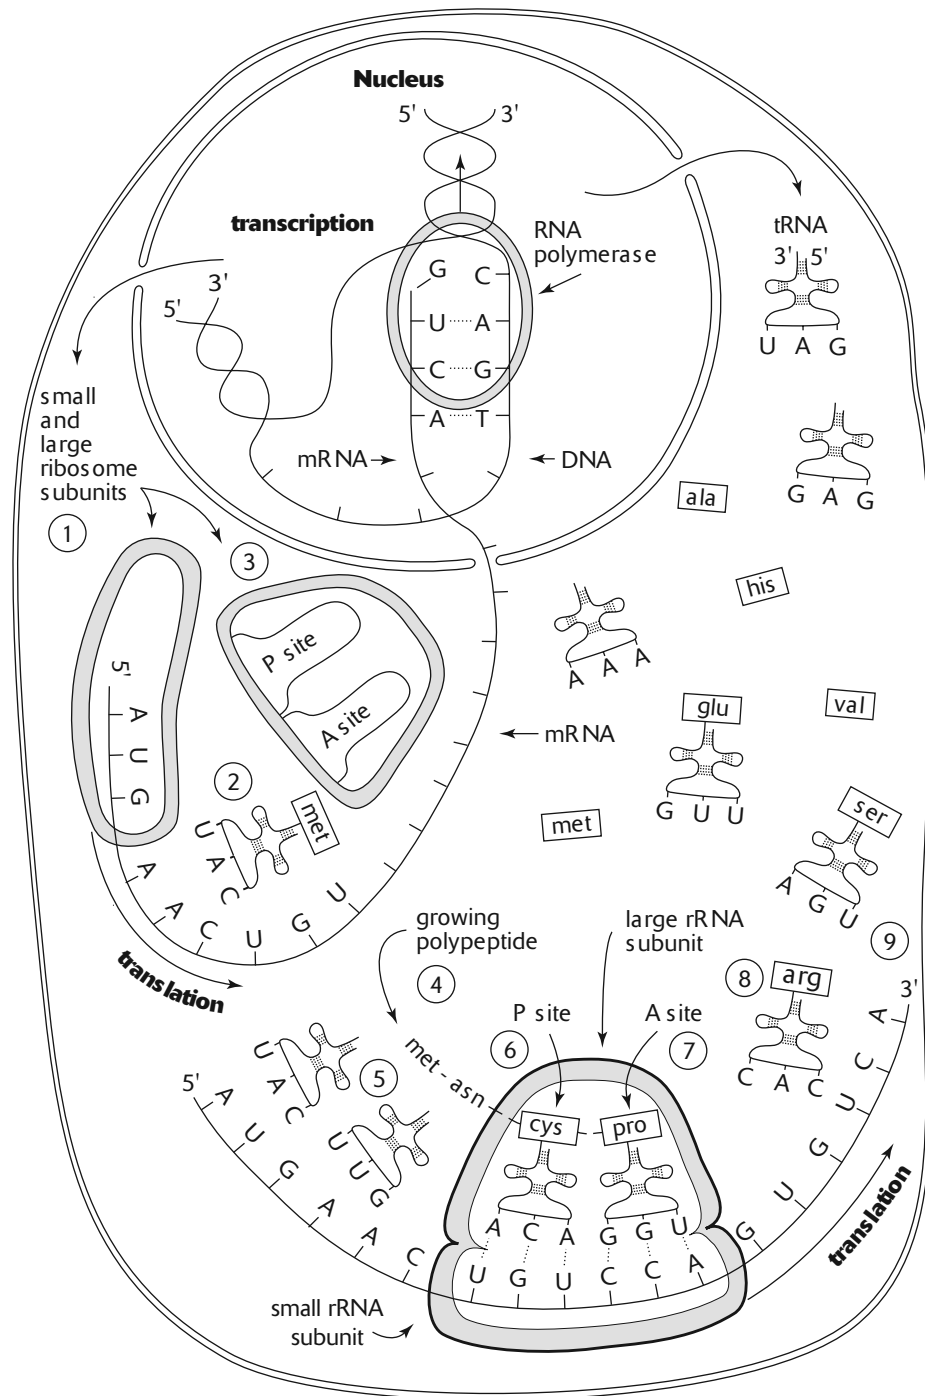 Nucleus
5' 3'
transcription
RNA
polymerase
tRNA
3' 5'
U A G
G C
U A
C G
A T
3'
5'
small
and
large
ribosome
subunits
1
mRNA
DNA
G A G
ala
3
his
A A A
P site
A site
5'
A
U
G
mRNA
glu
G U U
val
2
met
U
A
C
met
ser
A G U
A
A
C
U
G
U
translation
growing
polypeptide
4
large rRNA
subunit
9
8
arg
C A C
3'
P site
6
A site
7
met - asn
5
U
A
C
U
U
G
cys
pro
A C A G G U
5'
A
U
G
A
A
C
U
G
U
C
C
A
G
U
G
U
C
A
translation
small rRNA
subunit